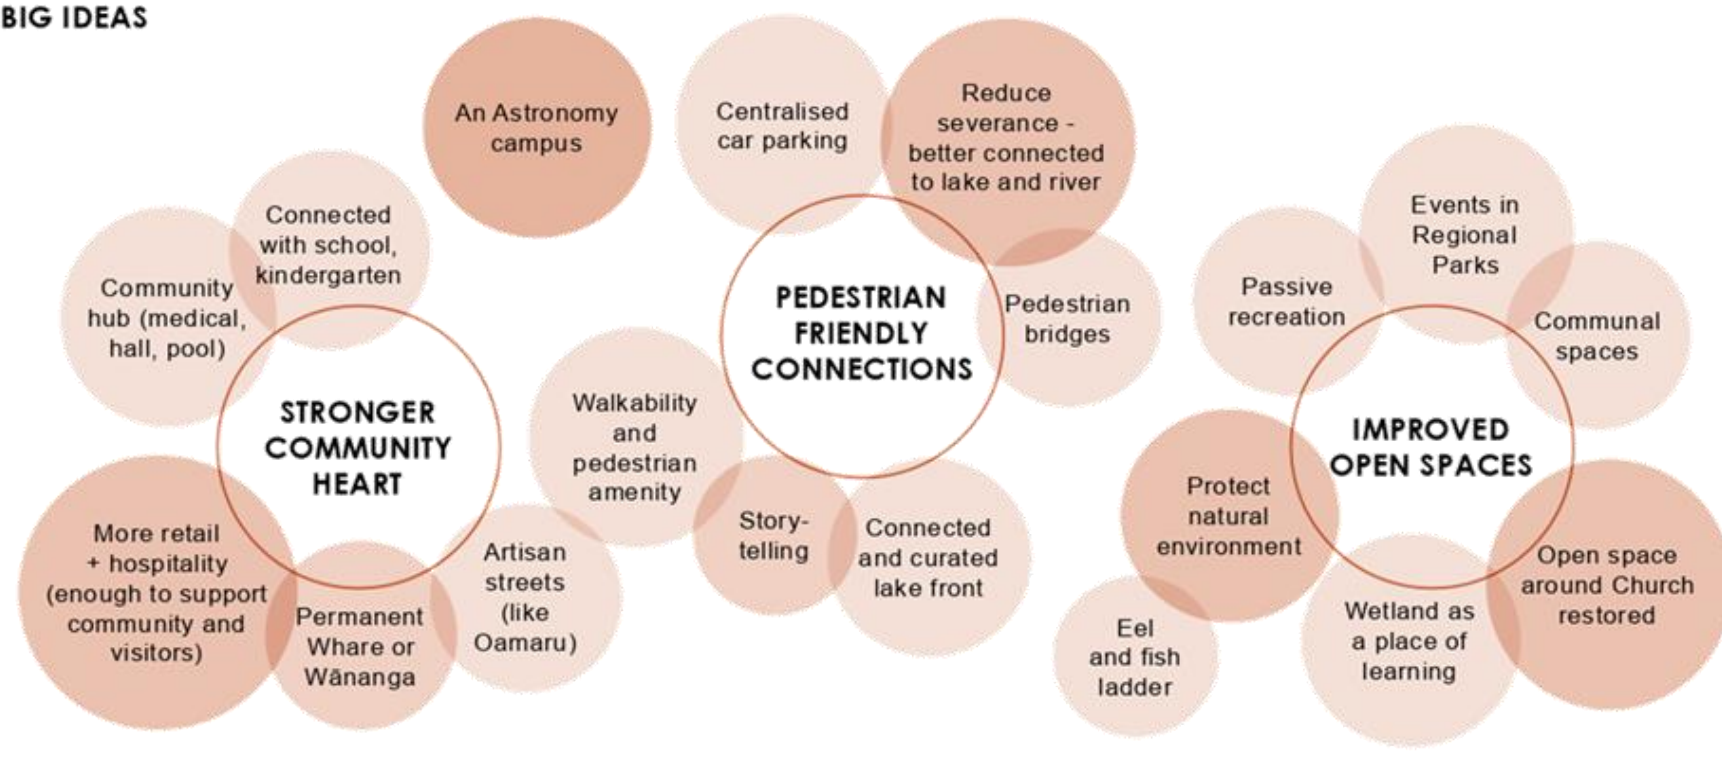 BIG IDEAS
An Astronomy
campus
Centralised
car parking
Reduce
severance -
better connected
to lake and river
Connected
with school,
kindergarten
Community
hub (medical,
hall, pool)
STRONGER
COMMUNITY
HEART
More retail
+ hospitality
(enough to support
community and
visitors)
Permanent
Whare or
Wānanga
Artisan
streets
(like
Oamaru)
PEDESTRIAN
FRIENDLY
CONNECTIONS
Pedestrian
bridges
Walkability
and
pedestrian
amenity
Story-
telling
Connected
and curated
lake front
Events in
Regional
Parks
Passive
recreation
Communal
spaces
IMPROVED
OPEN SPACES
Protect
natural
environment
Eel
and fish
ladder
Wetland as
a place of
learning
Open space
around Church
restored